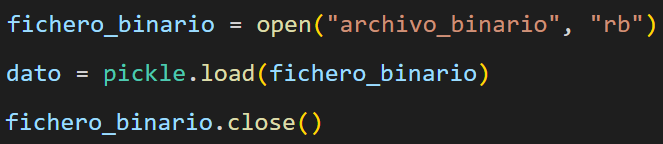 fichero_binario = open("archivo_binario", "rb")
dato = pickle.load(fichero_binario)
fichero_binario.close()